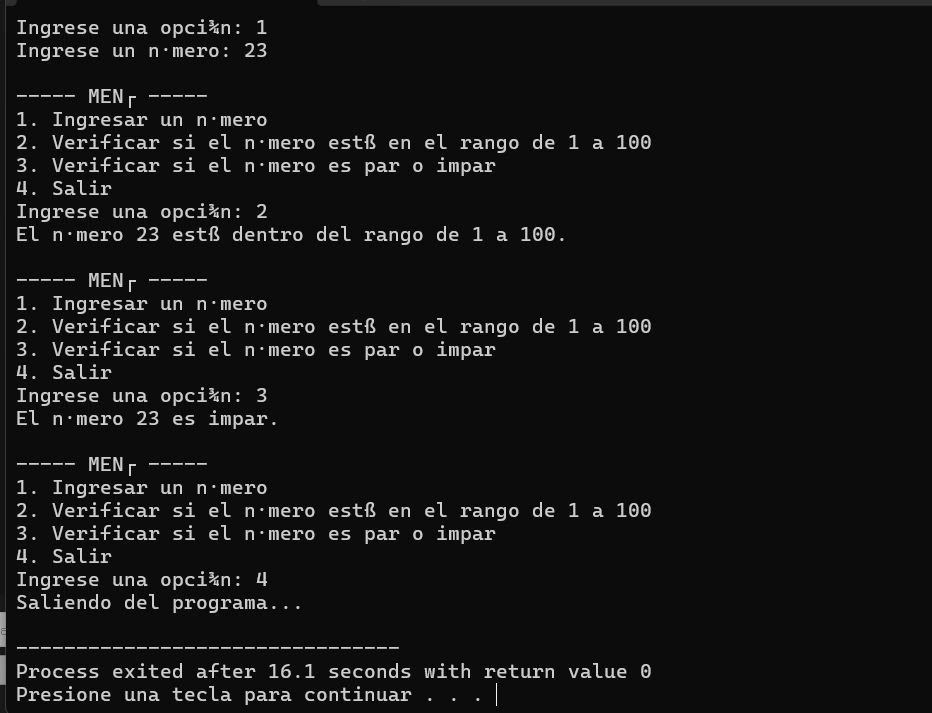 Ingrese una opci¾n: 1
Ingrese un n·mero: 23
----- MEN┌ -----
1. Ingresar un n·mero
2. Verificar si el n·mero estß en el rango de 1 a 100
3. Verificar si el n·mero es par o impar
4. Salir
Ingrese una opci¾n: 2
El n·mero 23 estß dentro del rango de 1 a 100.
----- MEN┌ -----
1. Ingresar un n·mero
2. Verificar si el n·mero estß en el rango de 1 a 100
3. Verificar si el n·mero es par o impar
4. Salir
Ingrese una opci¾n: 3
El n·mero 23 es impar.
----- MEN┌ -----
1. Ingresar un n·mero
2. Verificar si el n·mero estß en el rango de 1 a 100
3. Verificar si el n·mero es par o impar
4. Salir
Ingrese una opci¾n: 4
Saliendo del programa...
--------------------------------
Process exited after 16.1 seconds with return value 0
Presione una tecla para continuar . . .